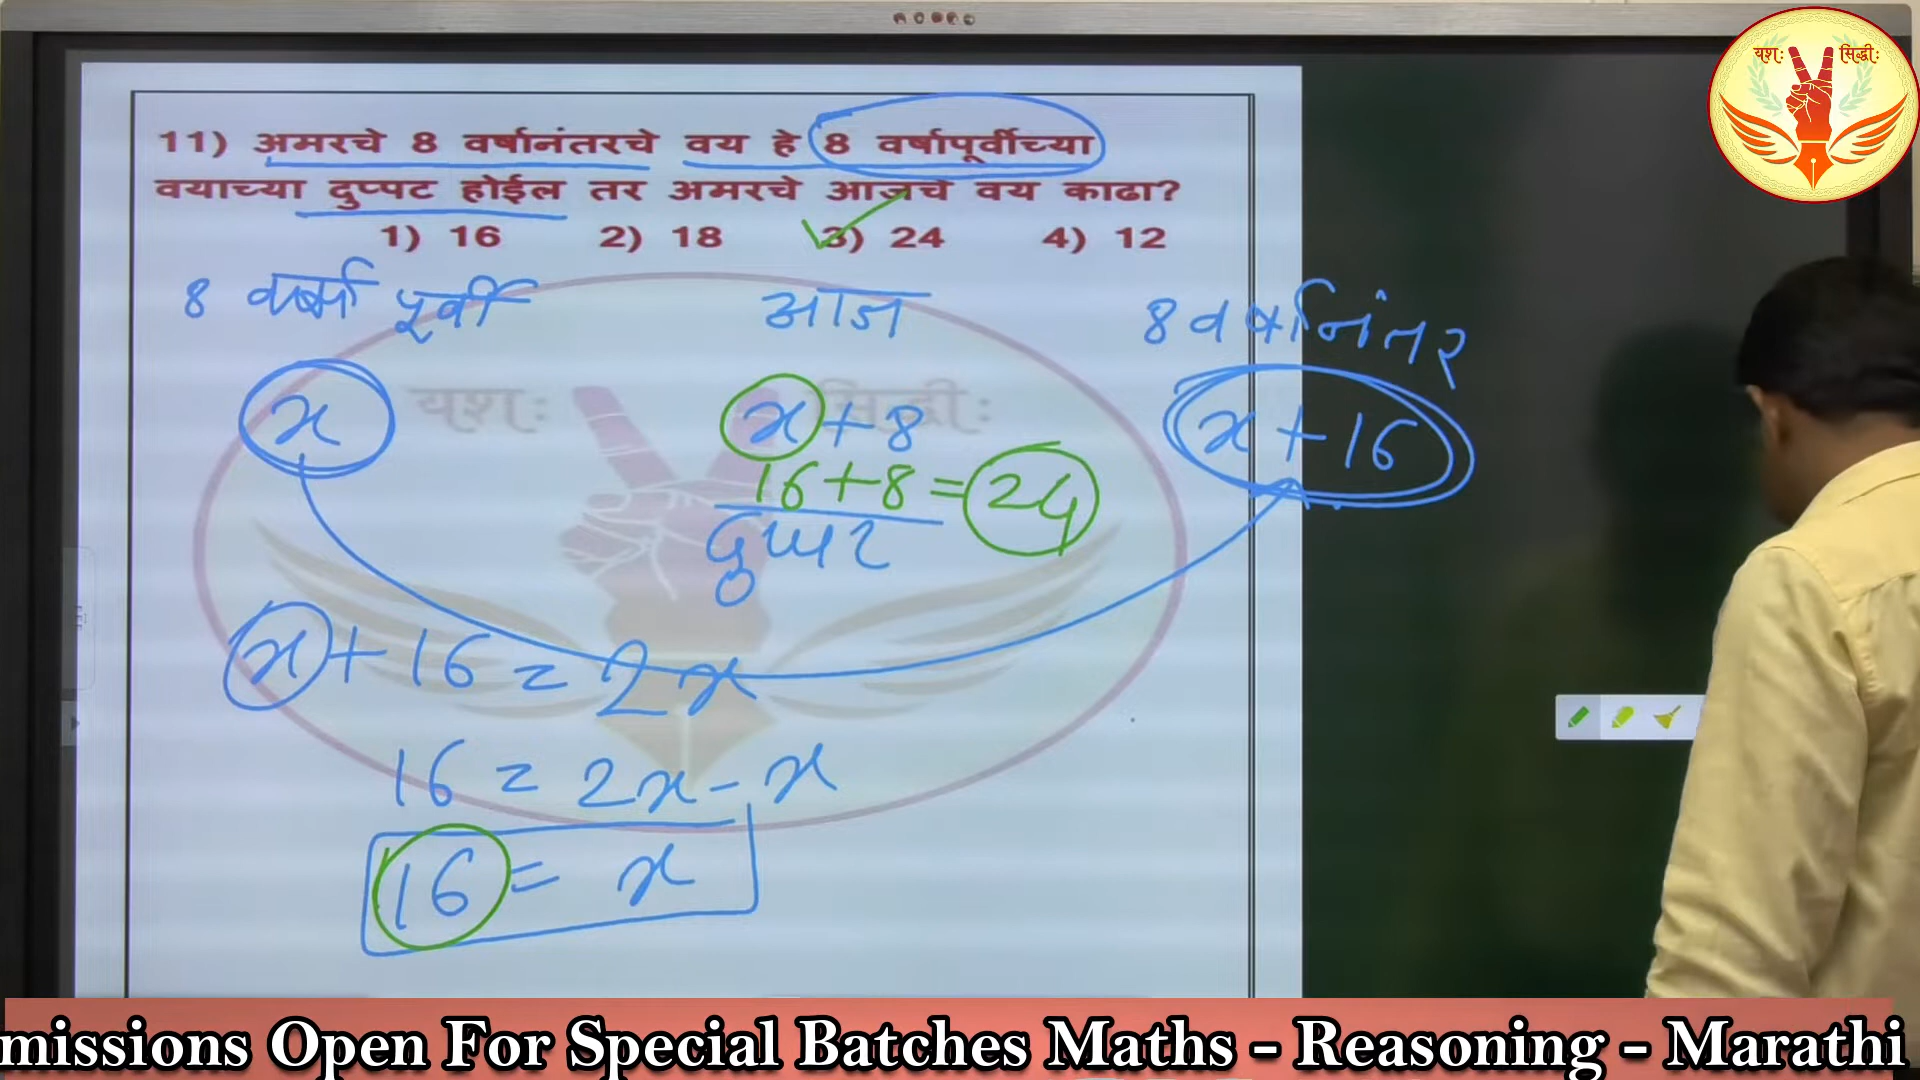 यशः सिद्धीः
11) अमरचे 8 वर्षानंतरचे वय हे 8 वर्षापूर्वीच्या
वयाच्या दुप्पट होईल तर अमरचे आजचे वय काढा?
1) 16 2) 18 3) 24 4) 12
8 वर्षा पूर्वी आज 8 वर्षानंतर
यशः सिद्धीः
x x + 8 x + 16
16 + 8 = 24
दुप्पट
x + 16 = 2x
16 = 2x - x
16 = x
missions Open For Special Batches Maths - Reasoning - Marathi